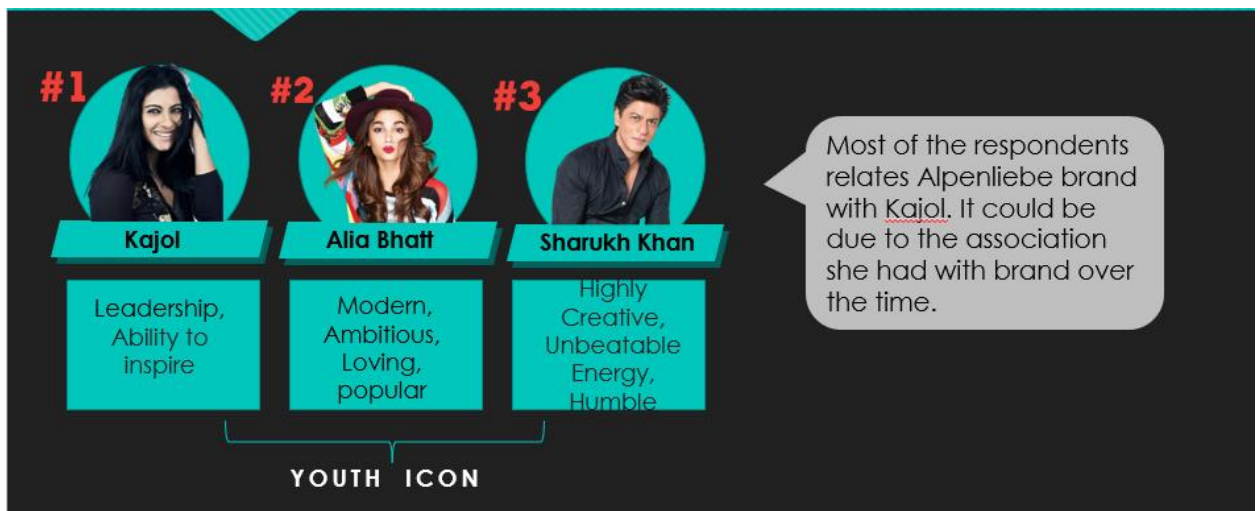 #1
#2
#3
Kajol
Alia Bhatt
Sharukh Khan
Leadership,
Ability to
inspire
Modern,
Ambitious,
Loving,
popular
Highly
Creative,
Unbeatable
Energy,
Humble
YOUTH ICON
Most of the respondents
relates Alpenliebe brand
with Kajol. It could be
due to the association
she had with brand over
the time.